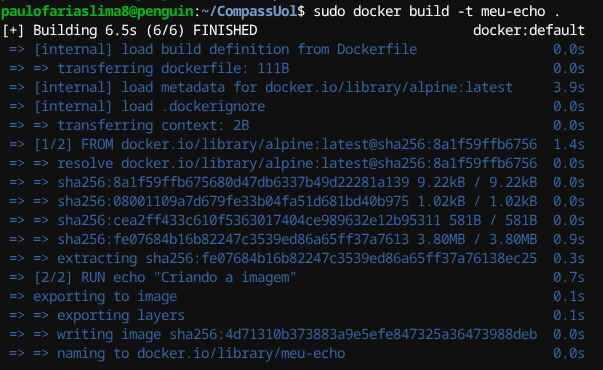 paulofariaslima8@penguin:~/CompassUol$ sudo docker build -t meu-echo .
[+] Building 6.5s (6/6) FINISHED docker:default
=> [internal] load build definition from Dockerfile 0.0s
=> => transferring dockerfile: 111B 0.0s
=> [internal] load metadata for docker.io/library/alpine:latest 3.9s
=> [internal] load .dockerignore 0.0s
=> => transferring context: 2B 0.0s
=> [1/2] FROM docker.io/library/alpine:latest@sha256:8a1f59ffb6756 1.4s
=> => resolve docker.io/library/alpine:latest@sha256:8a1f59ffb6756 0.0s
=> => sha256:8a1f59ffb675680d47db6337b49d22281a139 9.22kB / 9.22kB 0.0s
=> => sha256:08001109a7d679fe33b04fa51d681bd40b975 1.02kB / 1.02kB 0.0s
=> => sha256:cea2ff433c610f5363017404ce989632e12b95311 581B / 581B 0.0s
=> => sha256:fe07684b16b82247c3539ed86a65ff37a7613 3.80MB / 3.80MB 0.9s
=> => extracting sha256:fe07684b16b82247c3539ed86a65ff37a76138ec25 0.3s
=> [2/2] RUN echo "Criando a imagem" 0.7s
=> exporting to image 0.1s
=> => exporting layers 0.1s
=> => writing image sha256:4d71310b373883a9e5efe847325a36473988deb 0.0s
=> => naming to docker.io/library/meu-echo 0.0s